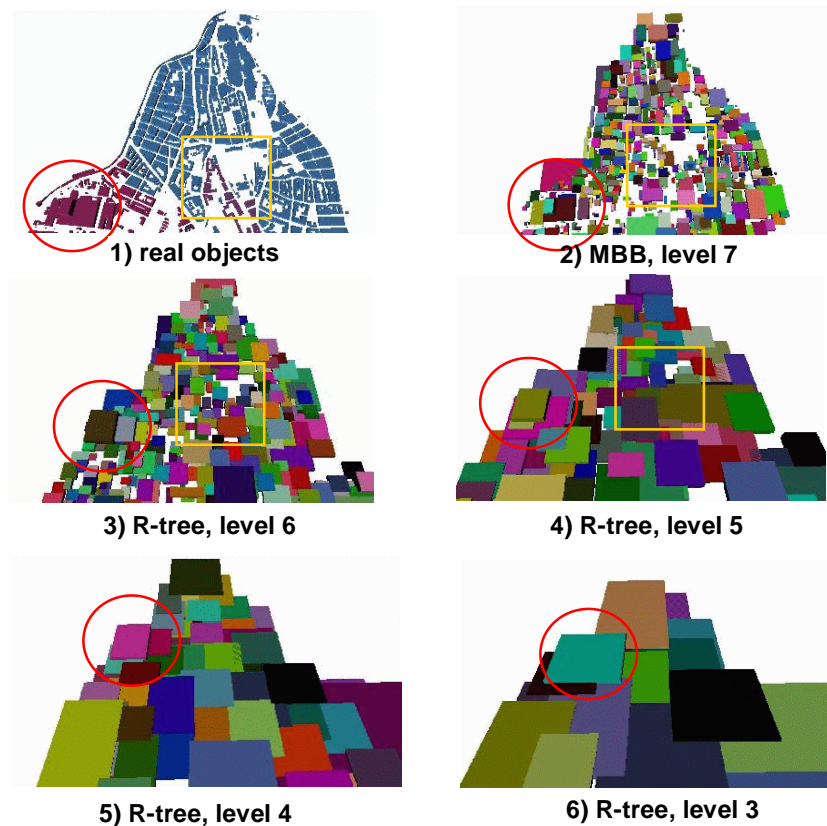 1) real objects
2) MBB, level 7
3) R-tree, level 6
4) R-tree, level 5
5) R-tree, level 4
6) R-tree, level 3